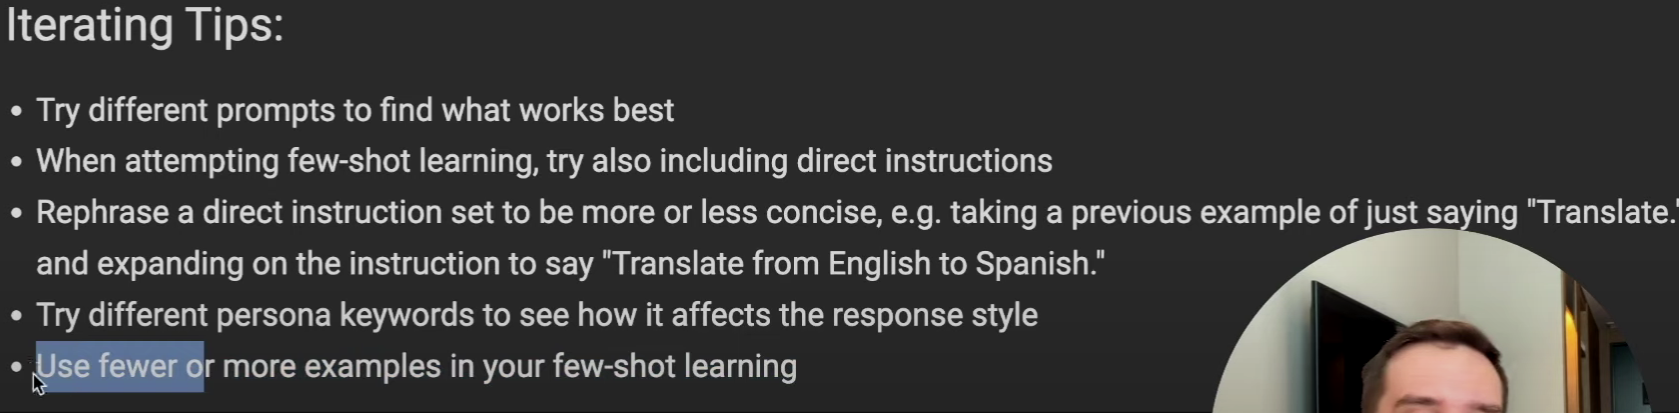 Iterating Tips:
• Try different prompts to find what works best
• When attempting few-shot learning, try also including direct instructions
• Rephrase a direct instruction set to be more or less concise, e.g. taking a previous example of just saying "Translate."
and expanding on the instruction to say "Translate from English to Spanish."
• Try different persona keywords to see how it affects the response style
• Use fewer or more examples in your few-shot learning